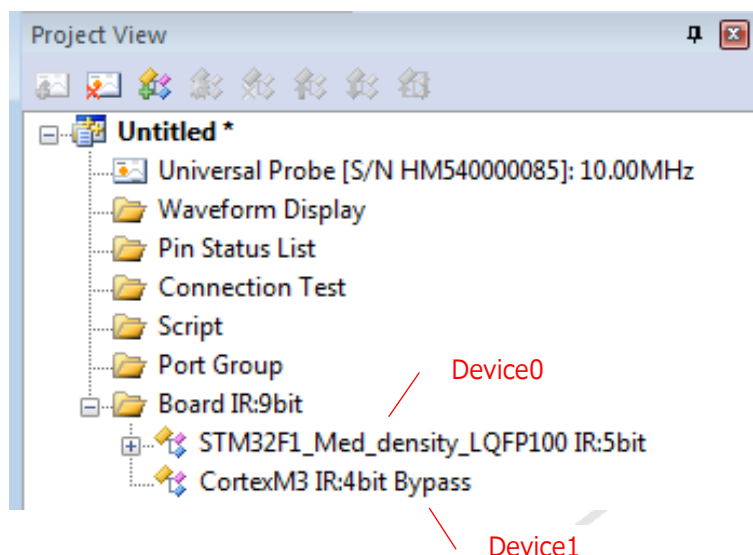 Project View
Untitled *
Universal Probe [S/N HM540000085]: 10.00MHz
Waveform Display
Pin Status List
Connection Test
Script
Port Group
Device0
Board IR:9bit
STM32F1_Med_density_LQFP100 IR:5bit
CortexM3 IR:4bit Bypass
Device1